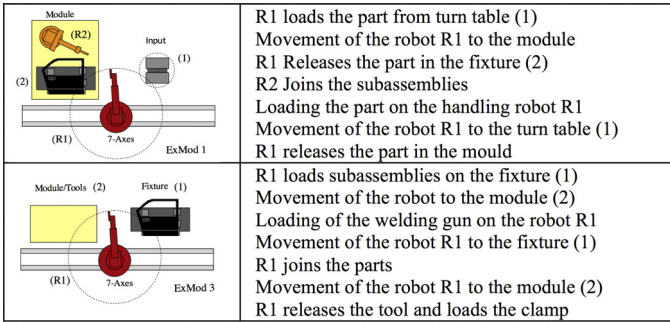 Module
(R2)
Input
(1)
(2)
(R1)
7-Axes
ExMod 1
R1 loads the part from turn table (1)
Movement of the robot R1 to the module
R1 Releases the part in the fixture (2)
R2 Joins the subassemblies
Loading the part on the handling robot R1
Movement of the robot R1 to the turn table (1)
R1 releases the part in the mould
Module/Tools (2)
Fixture (1)
(R1)
7-Axes
ExMod 3
R1 loads subassemblies on the fixture (1)
Movement of the robot to the module (2)
Loading of the welding gun on the robot R1
Movement of the robot R1 to the fixture (1)
R1 joins the parts
Movement of the robot R1 to the module (2)
R1 releases the tool and loads the clamp